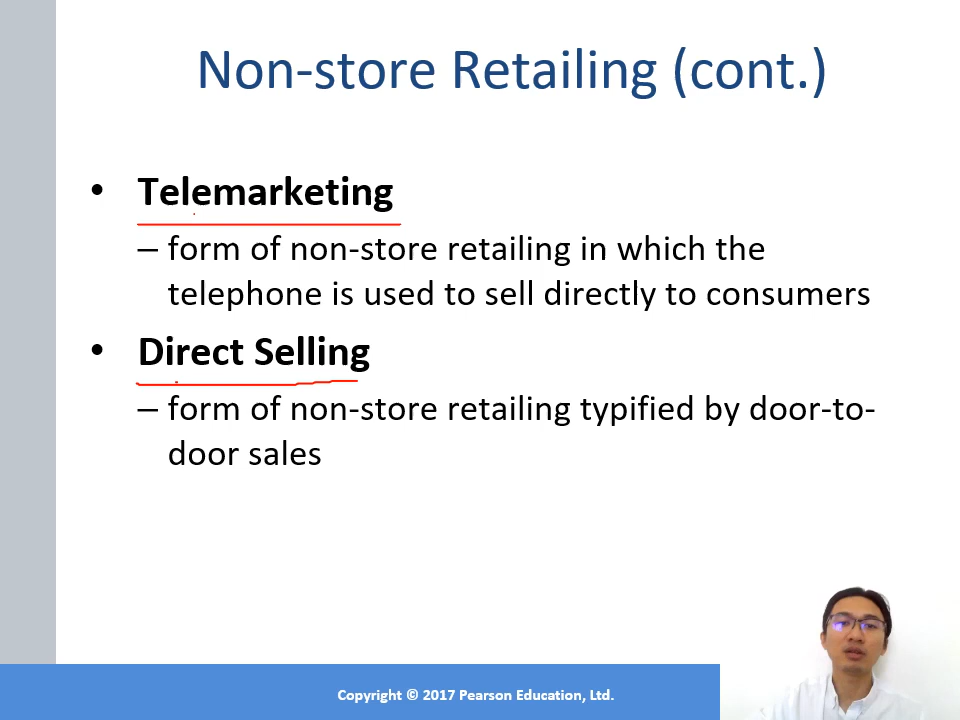 Non-store Retailing (cont.)
• Telemarketing
– form of non-store retailing in which the
telephone is used to sell directly to consumers
• Direct Selling
– form of non-store retailing typified by door-to-
door sales
Copyright © 2017 Pearson Education, Ltd.